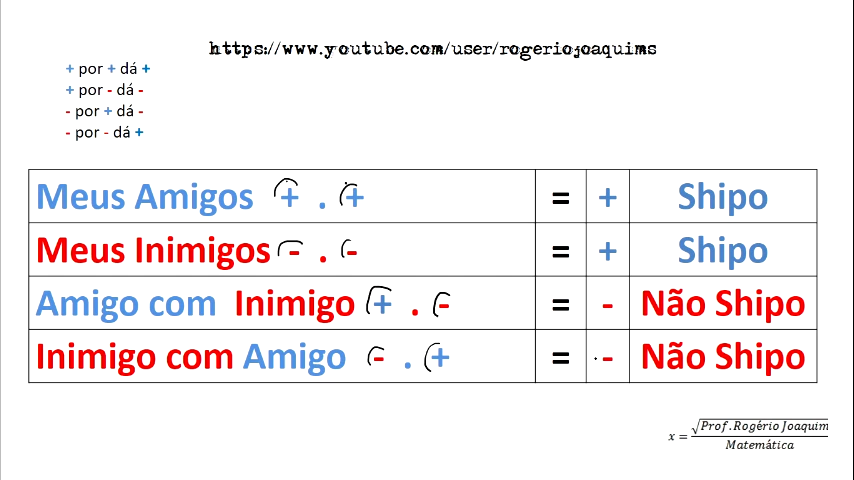 https://www.youtube.com/user/rogeriojoaquims
+ por + dá +
+ por - dá -
- por + dá -
- por - dá +
Meus Amigos + . + = + Shipo
Meus Inimigos - . - = + Shipo
Amigo com Inimigo + . - = - Não Shipo
Inimigo com Amigo - . + = - Não Shipo
x = √Prof.Rogério Joaquim
Matemática